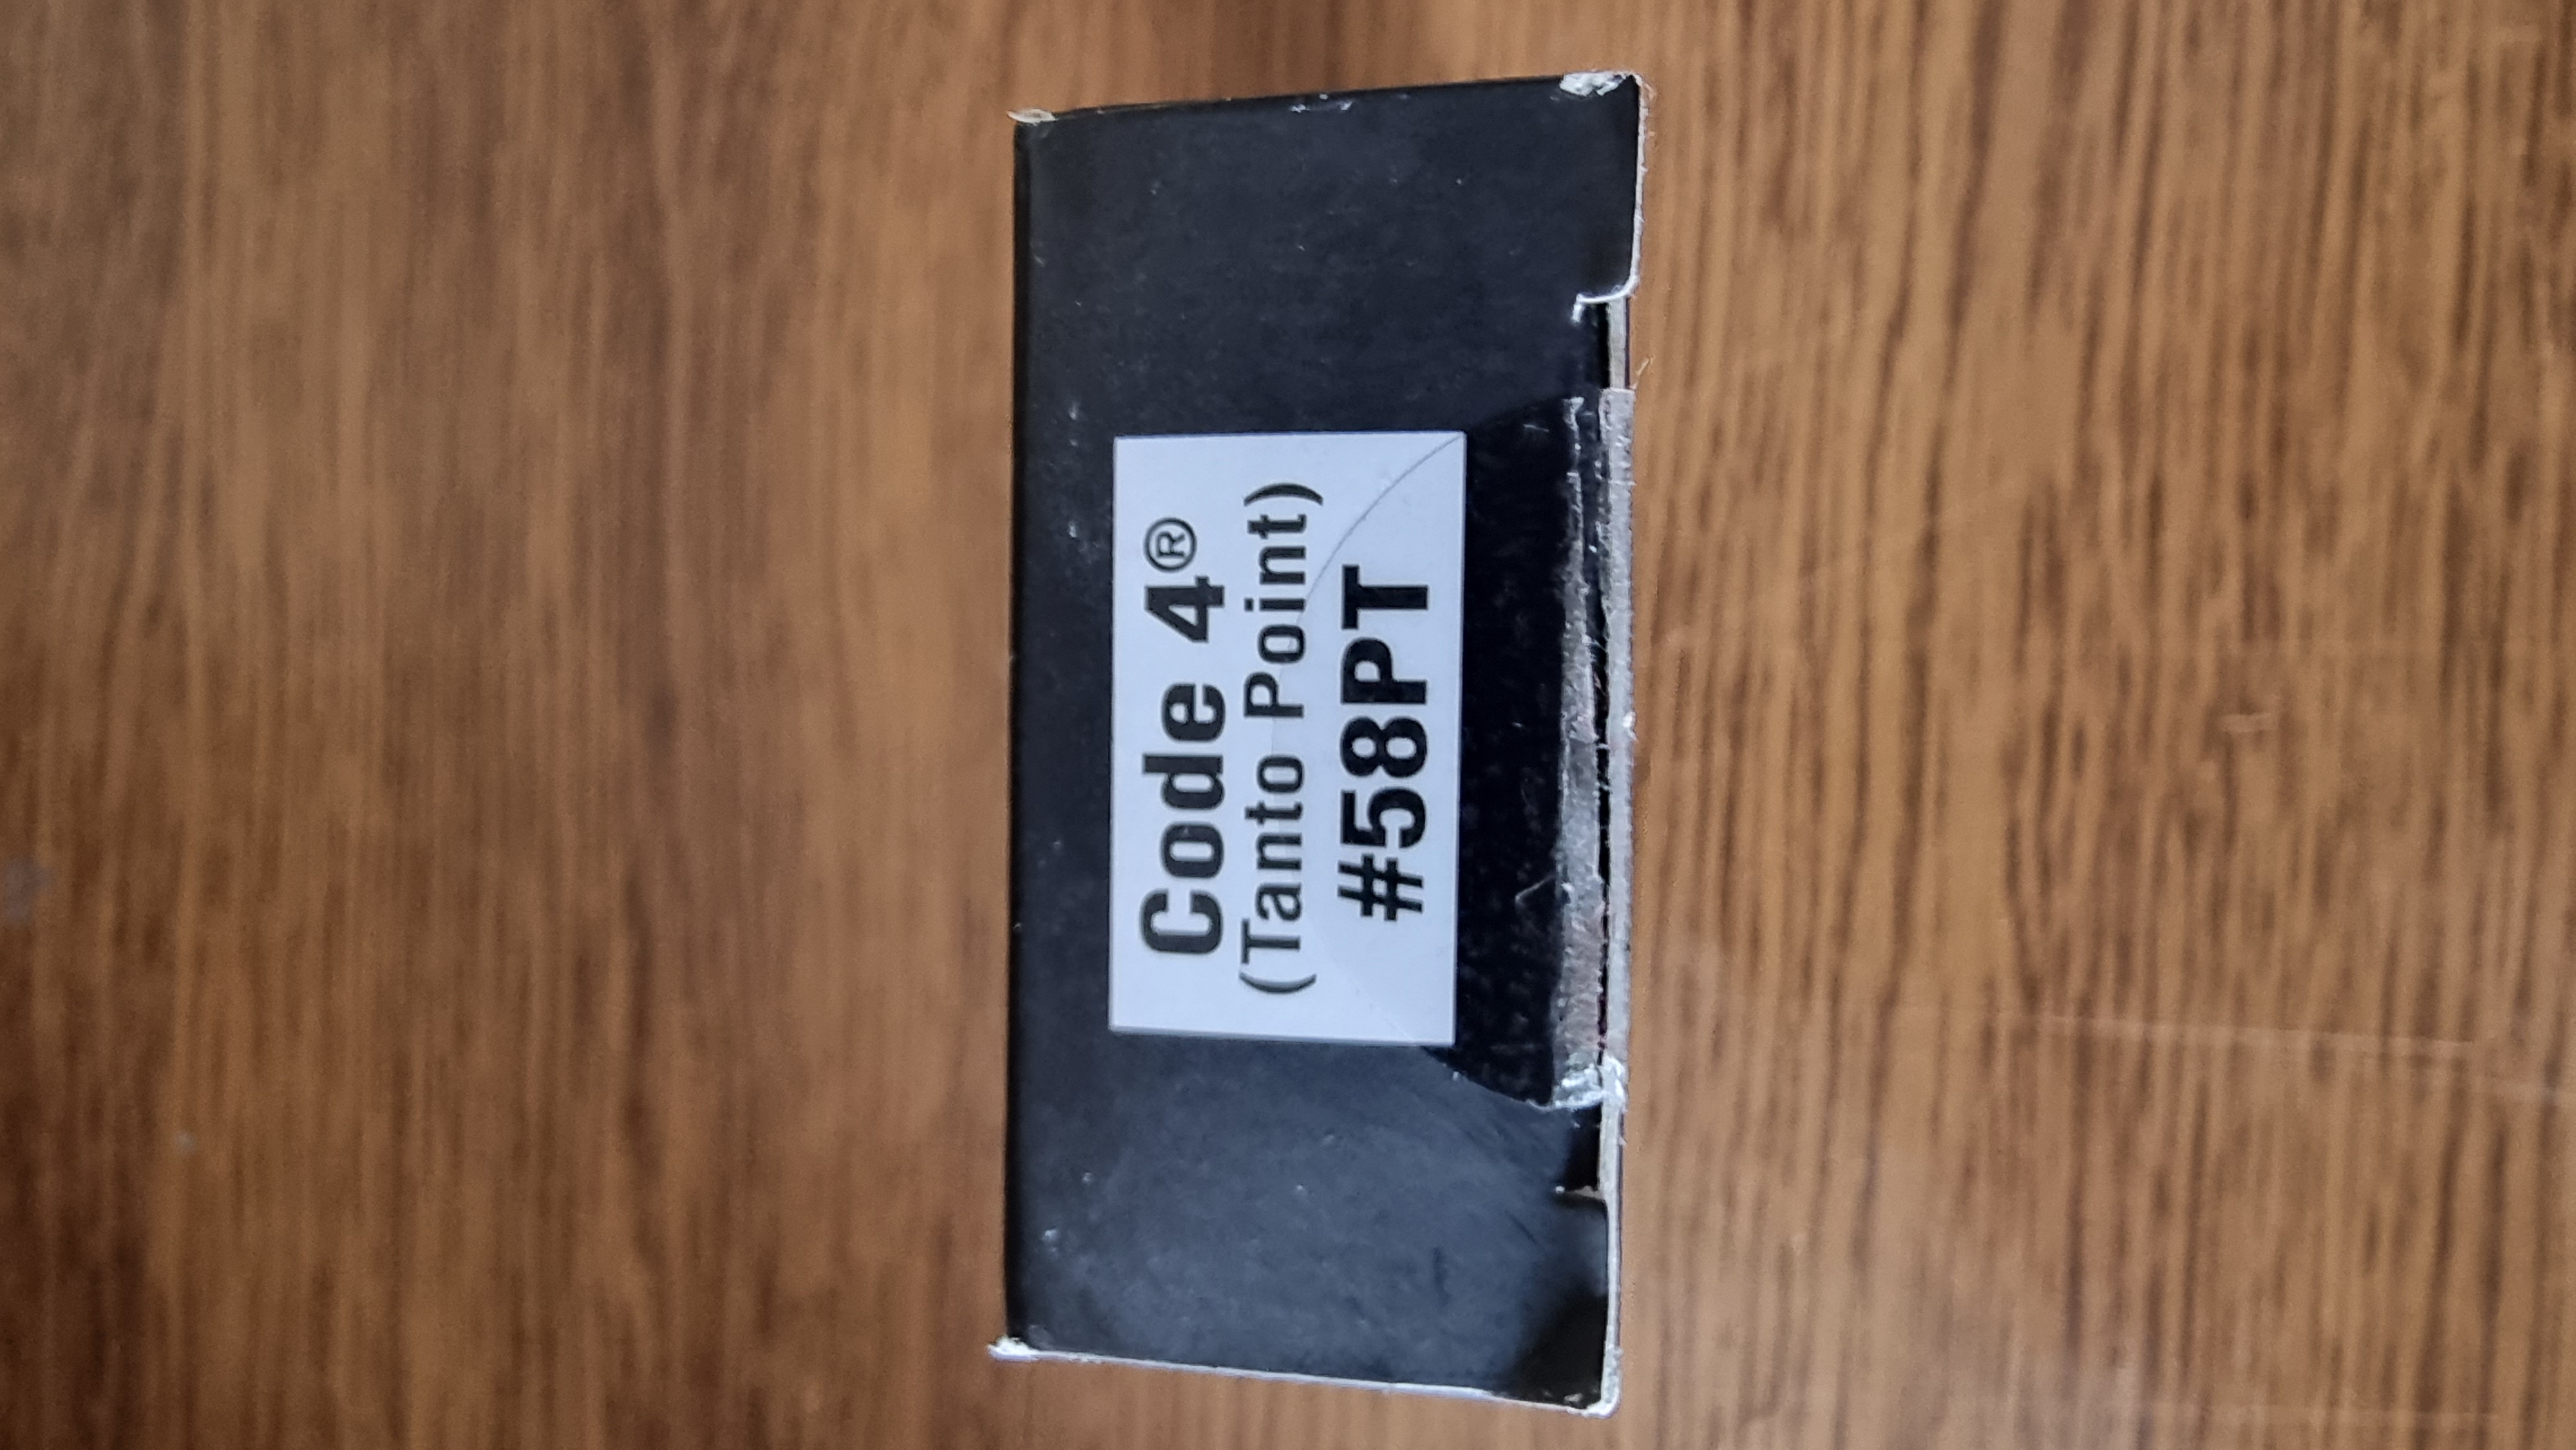 Code 4®
(Tanto Point)
#58PT